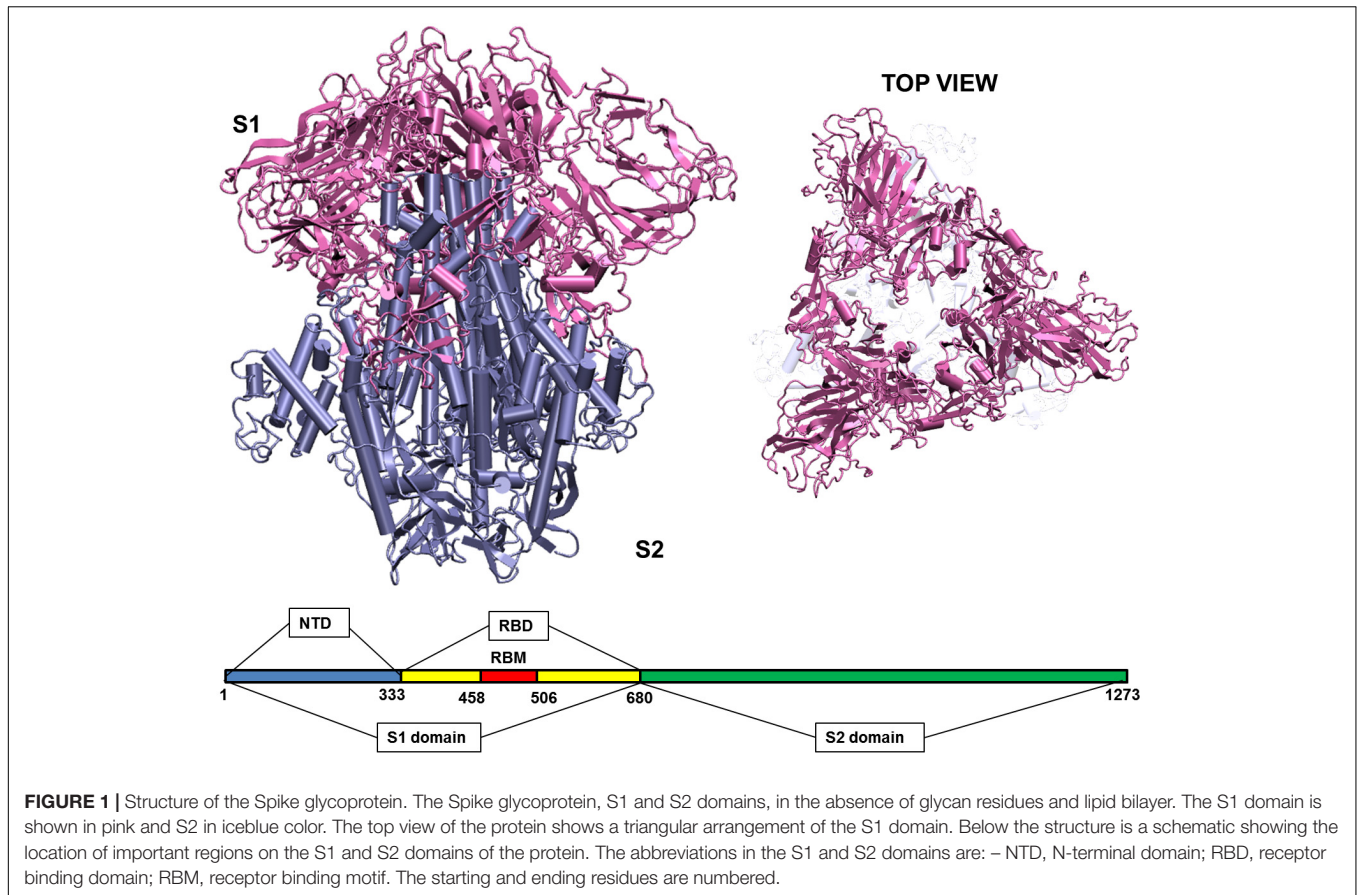 S1
TOP VIEW
S2
NTD
RBD
RBM
1
333
458
506
680
1273
S1 domain
S2 domain
FIGURE 1 | Structure of the Spike glycoprotein. The Spike glycoprotein, S1 and S2 domains, in the absence of glycan residues and lipid bilayer. The S1 domain is
shown in pink and S2 in iceblue color. The top view of the protein shows a triangular arrangement of the S1 domain. Below the structure is a schematic showing the
location of important regions on the S1 and S2 domains of the protein. The abbreviations in the S1 and S2 domains are: – NTD, N-terminal domain; RBD, receptor
binding domain; RBM, receptor binding motif. The starting and ending residues are numbered.